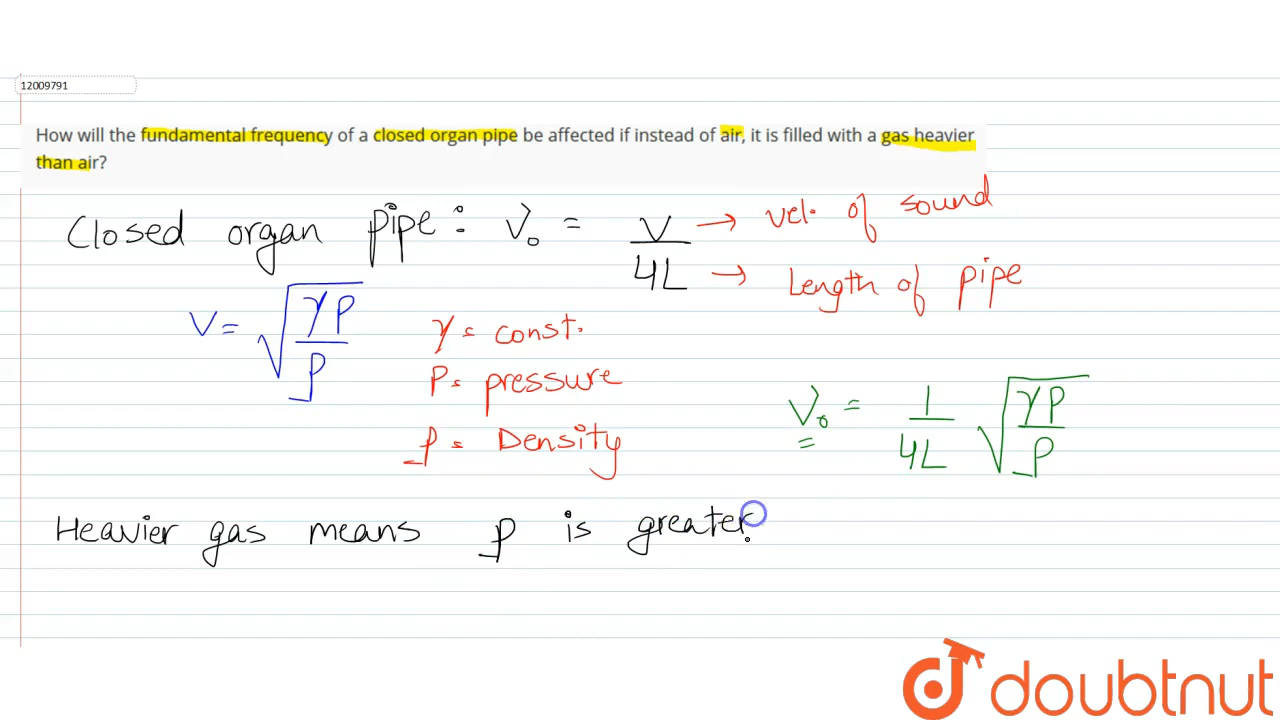 12009791
How will the fundamental frequency of a closed organ pipe be affected if instead of air, it is filled with a gas heavier
than air?
Closed organ pipe : ν₀ = v/4L → vel. of sound
→ Length of pipe
v = √(γP/ρ)
γ = const.
P = pressure
ρ = Density
ν₀ = 1/4L √(γP/ρ)
Heavier gas means ρ is greater.
doubtnut